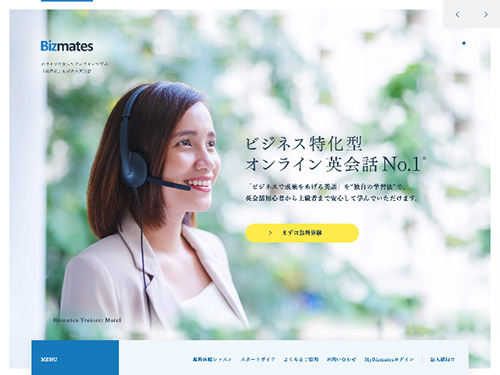 Bizmates
ビジネス特化型
オンライン英会話 No.1※
「ビジネスで成果をあげる英語」を“独自の学習法”で、
英会話初心者から上級者まで安心して学んでいただけます。
まずは無料体験
Bizmates Trainer: Motel
MENU
無料体験レッスン スタートガイド よくあるご質問 お問い合わせ MyBizmatesログイン 法人様向け